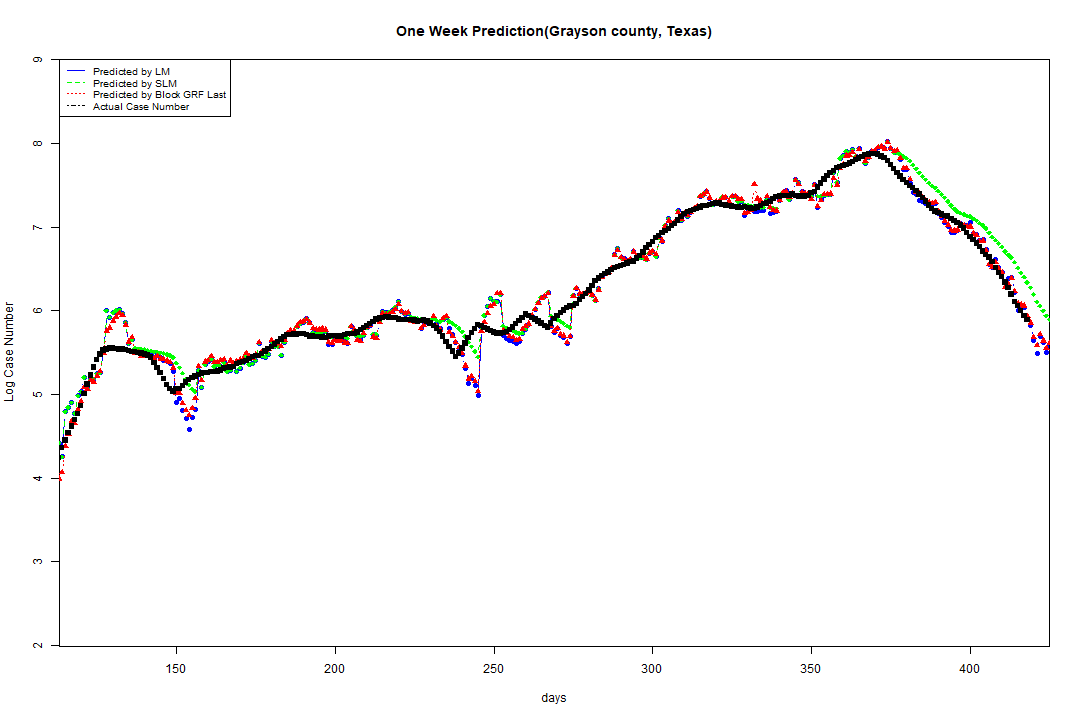 One Week Prediction(Grayson county, Texas)
Predicted by LM
Predicted by SLM
Predicted by Block GRF Last
Actual Case Number
9
8
7
6
5
4
3
2
Log Case Number
150 200 250 300 350 400
days